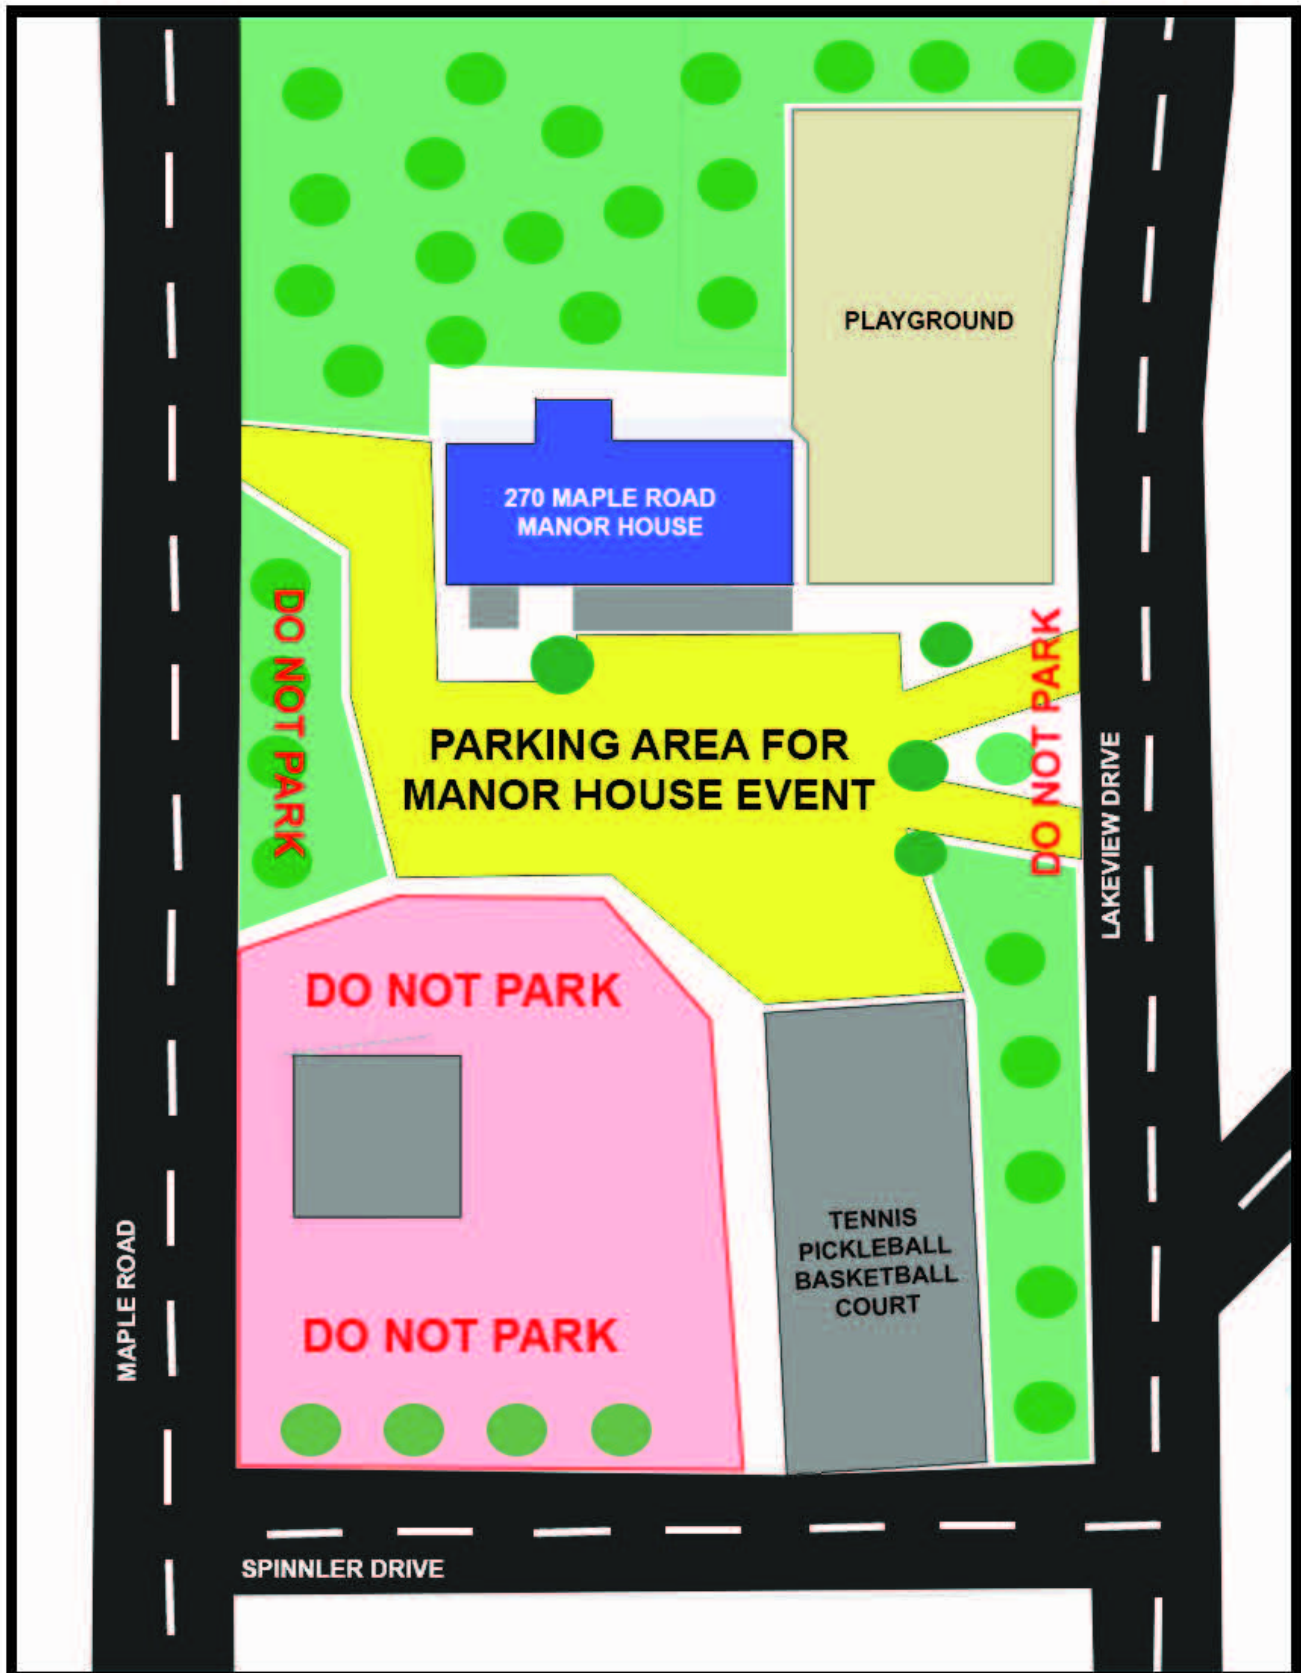 PLAYGROUND
270 MAPLE ROAD
MANOR HOUSE
DO NOT PARK
DO NOT PARK
PARKING AREA FOR
MANOR HOUSE EVENT
LAKEVIEW DRIVE
DO NOT PARK
TENNIS
PICKLEBALL
BASKETBALL
COURT
MAPLE ROAD
DO NOT PARK
SPINNLER DRIVE